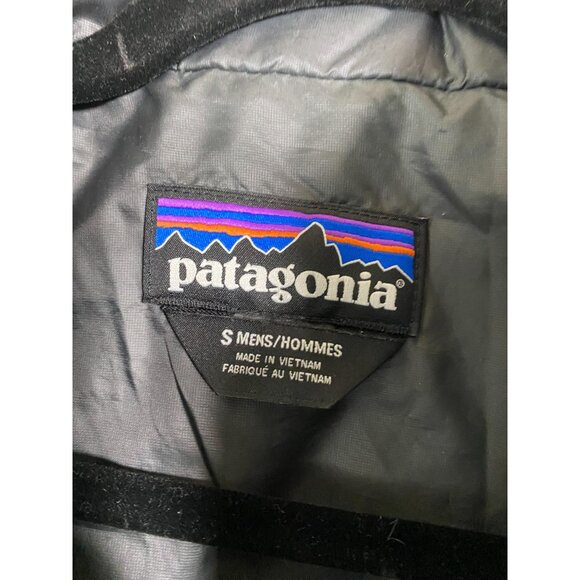 patagonia®
S MENS/HOMMES
MADE IN VIETNAM
FABRIQUÉ AU VIETNAM